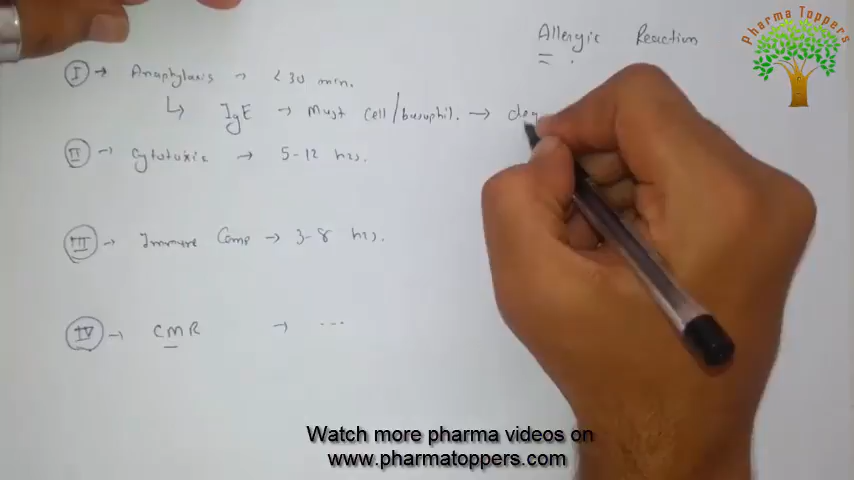 Pharma Toppers
Allergic Reaction
I → Anaphylaxis → < 30 min.
↳ IgE → Must cell/basophil. → deg
II → Cytotoxic → 5-12 hrs.
III → Immune Comp → 3-8 hrs.
IV → CMR → ...
Watch more pharma videos on
www.pharmatoppers.com